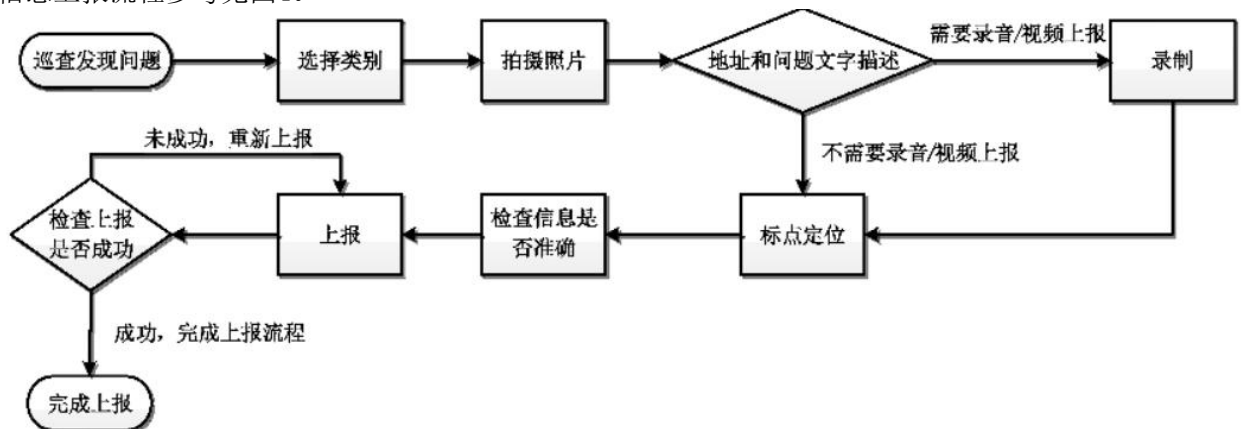 巡查发现问题
选择类别
拍摄照片
地址和问题文字描述
需要录音/视频上报
录制
不需要录音/视频上报
未成功，重新上报
检查上报
是否成功
上报
检查信息是
否准确
标点定位
成功，完成上报流程
完成上报